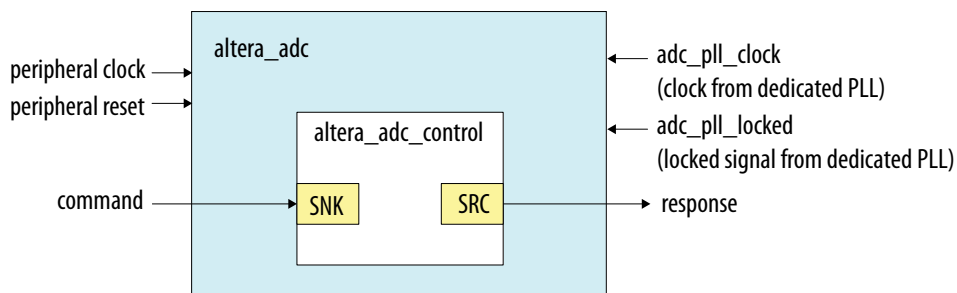 altera_adc
peripheral clock
peripheral reset
adc_pll_clock
(clock from dedicated PLL)
adc_pll_locked
(locked signal from dedicated PLL)
altera_adc_control
command
SNK
SRC
response